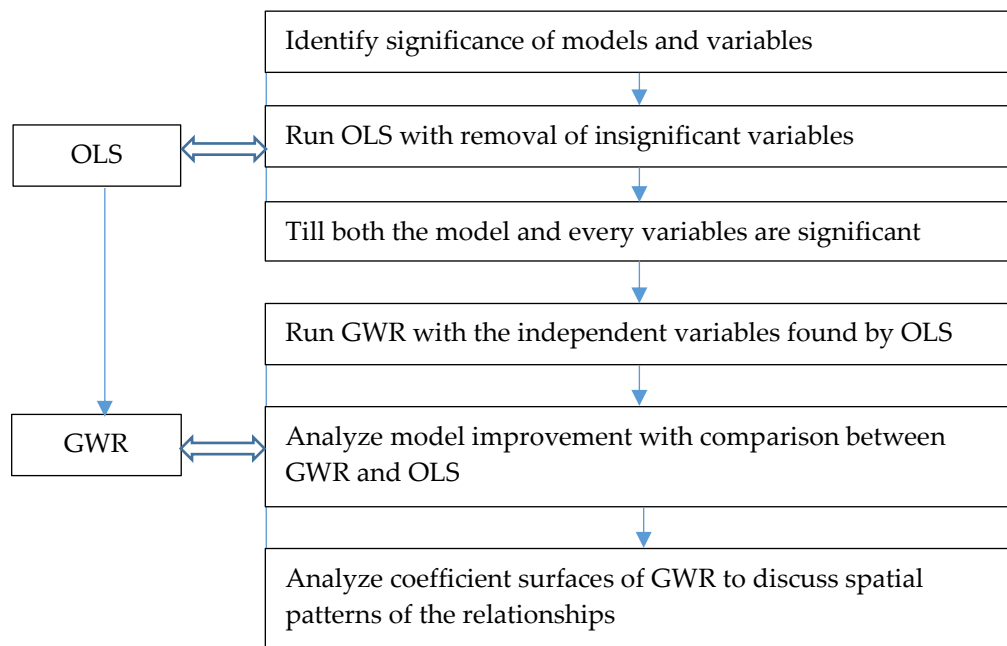 Identify significance of models and variables
OLS
Run OLS with removal of insignificant variables
Till both the model and every variables are significant
Run GWR with the independent variables found by OLS
GWR
Analyze model improvement with comparison between
GWR and OLS
Analyze coefficient surfaces of GWR to discuss spatial
patterns of the relationships